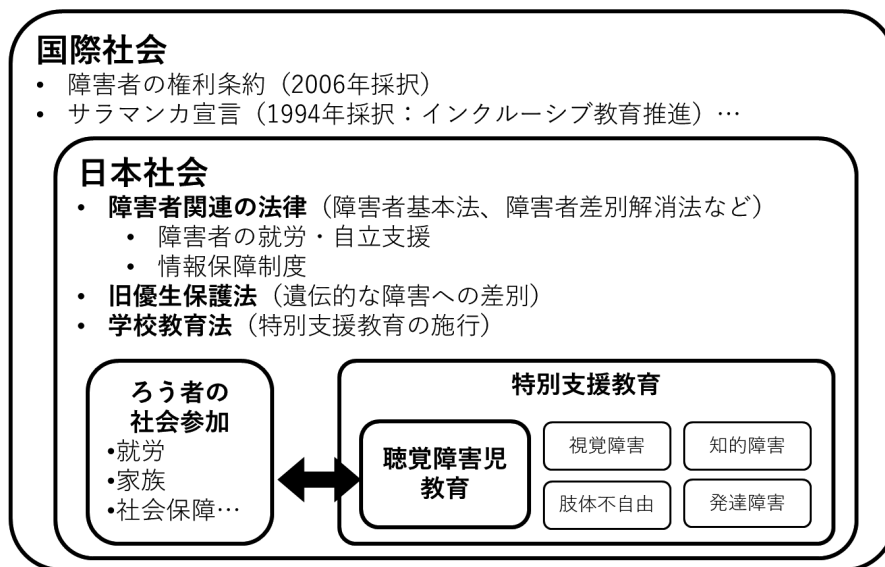 国際社会
• 障害者の権利条約（2006年採択）
• サラマンカ宣言（1994年採択：インクルーシブ教育推進）…
日本社会
• 障害者関連の法律（障害者基本法、障害者差別解消法など）
• 障害者の就労・自立支援
• 情報保障制度
• 旧優生保護法（遺伝的な障害への差別）
• 学校教育法（特別支援教育の施行）
ろう者の
社会参加
•就労
•家族
•社会保障…
特別支援教育
聴覚障害児
教育
視覚障害
知的障害
肢体不自由
発達障害